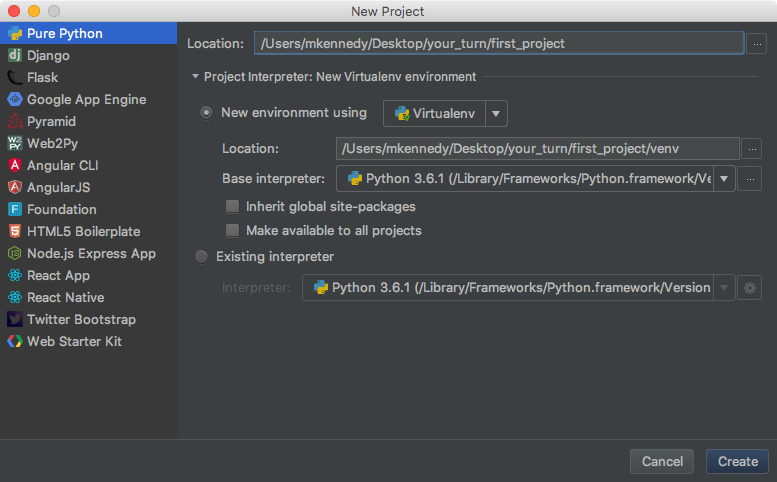 New Project
Pure Python
Django
Flask
Google App Engine
Pyramid
Web2Py
Angular CLI
AngularJS
Foundation
HTML5 Boilerplate
Node.js Express App
React App
React Native
Twitter Bootstrap
Web Starter Kit
Location: /Users/mkennedy/Desktop/your_turn/first_project ...
Project Interpreter: New Virtualenv environment
New environment using Virtualenv
Location: /Users/mkennedy/Desktop/your_turn/first_project/venv ...
Base interpreter: Python 3.6.1 (/Library/Frameworks/Python.framework/Ve ...
Inherit global site-packages
Make available to all projects
Existing interpreter
Interpreter: Python 3.6.1 (/Library/Frameworks/Python.framework/Version
Cancel Create